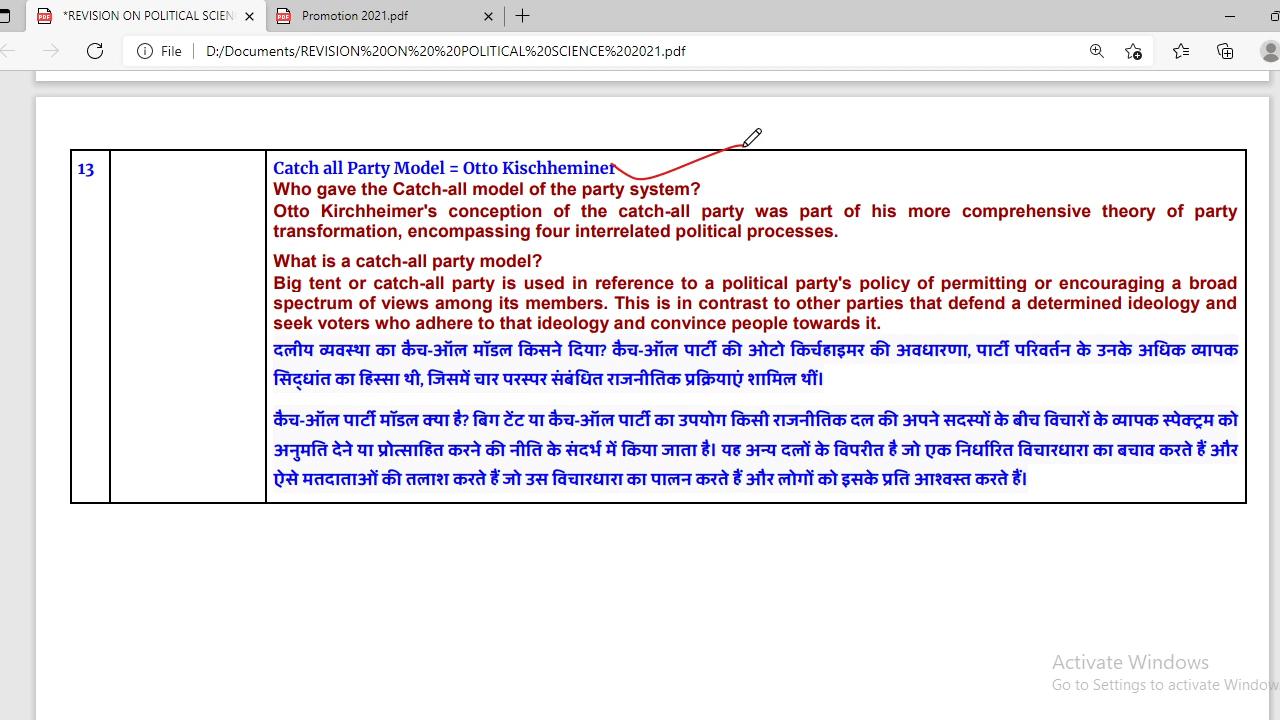 *REVISION ON POLITICAL SCIEN
Promotion 2021.pdf
File
D:/Documents/REVISION%20ON%20%20POLITICAL%20SCIENCE%202021.pdf
13
Catch all Party Model = Otto Kischheminer
Who gave the Catch-all model of the party system?
Otto Kirchheimer's conception of the catch-all party was part of his more comprehensive theory of party
transformation, encompassing four interrelated political processes.
What is a catch-all party model?
Big tent or catch-all party is used in reference to a political party's policy of permitting or encouraging a broad
spectrum of views among its members. This is in contrast to other parties that defend a determined ideology and
seek voters who adhere to that ideology and convince people towards it.
दलीय व्यवस्था का कैच-ऑल मॉडल किसने दिया? कैच-ऑल पार्टी की ओटो किर्चहाइमर की अवधारणा, पार्टी परिवर्तन के उनके अधिक व्यापक
सिद्धांत का हिस्सा थी, जिसमें चार परस्पर संबंधित राजनीतिक प्रक्रियाएं शामिल थीं।
कैच-ऑल पार्टी मॉडल क्या है? बिग टेंट या कैच-ऑल पार्टी का उपयोग किसी राजनीतिक दल की अपने सदस्यों के बीच विचारों के व्यापक स्पेक्ट्रम को
अनुमति देने या प्रोत्साहित करने की नीति के संदर्भ में किया जाता है। यह अन्य दलों के विपरीत है जो एक निर्धारित विचारधारा का बचाव करते हैं और
ऐसे मतदाताओं की तलाश करते हैं जो उस विचारधारा का पालन करते हैं और लोगों को इसके प्रति आश्वस्त करते हैं।
Activate Windows
Go to Settings to activate Window